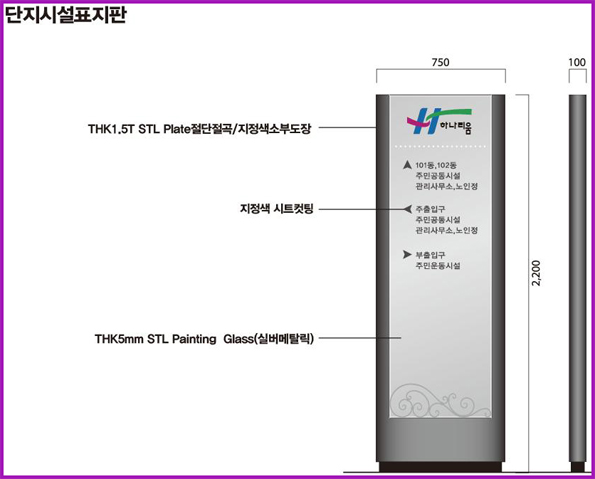 단지시설표지판
750
100
THK1.5T STL Plate절단절곡/지정색소부도장
하나리움
101동,102동
주민공동시설
관리사무소,노인정
지정색 시트컷팅
주출입구
주민공동시설
관리사무소,노인정
부출입구
주민운동시설
2,200
THK5mm STL Painting Glass(실버메탈릭)